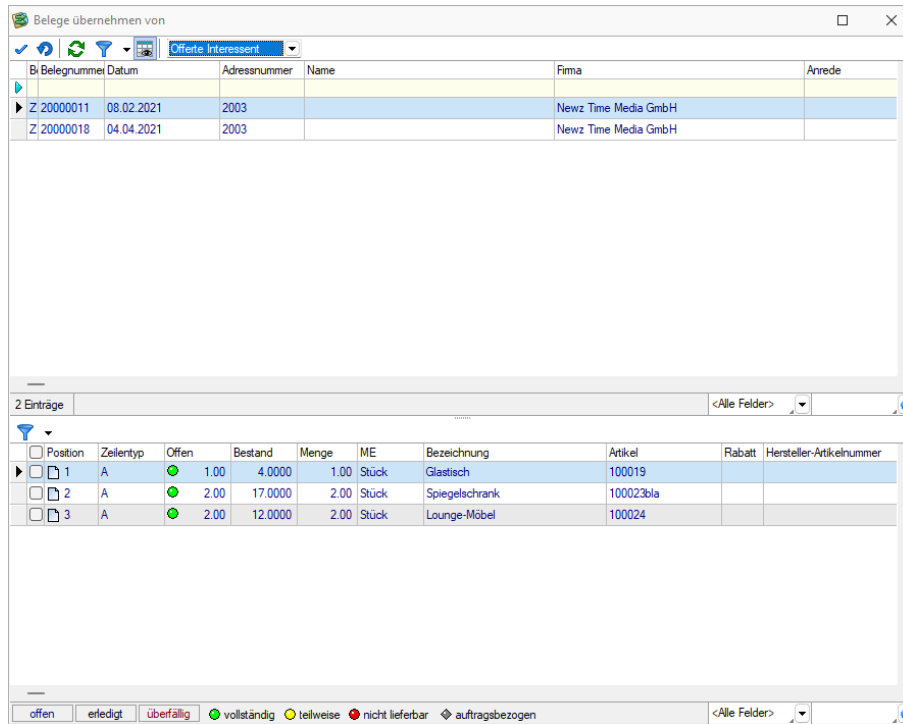 Belege übernehmen von
Offerte Interessent
Be Belegnummer Datum Adressnummer Name Firma Anrede
Z 20000011 08.02.2021 2003 Newz Time Media GmbH
Z 20000018 04.04.2021 2003 Newz Time Media GmbH
2 Einträge <Alle Felder>
Position Zeilentyp Offen Bestand Menge ME Bezeichnung Artikel Rabatt Hersteller-Artikelnummer
1 A 1.00 4.0000 1.00 Stück Glastisch 100019
2 A 2.00 17.0000 2.00 Stück Spiegelschrank 100023bla
3 A 2.00 12.0000 2.00 Stück Lounge-Möbel 100024
offen erledigt überfällig vollständig teilweise nicht lieferbar auftragsbezogen <Alle Felder>